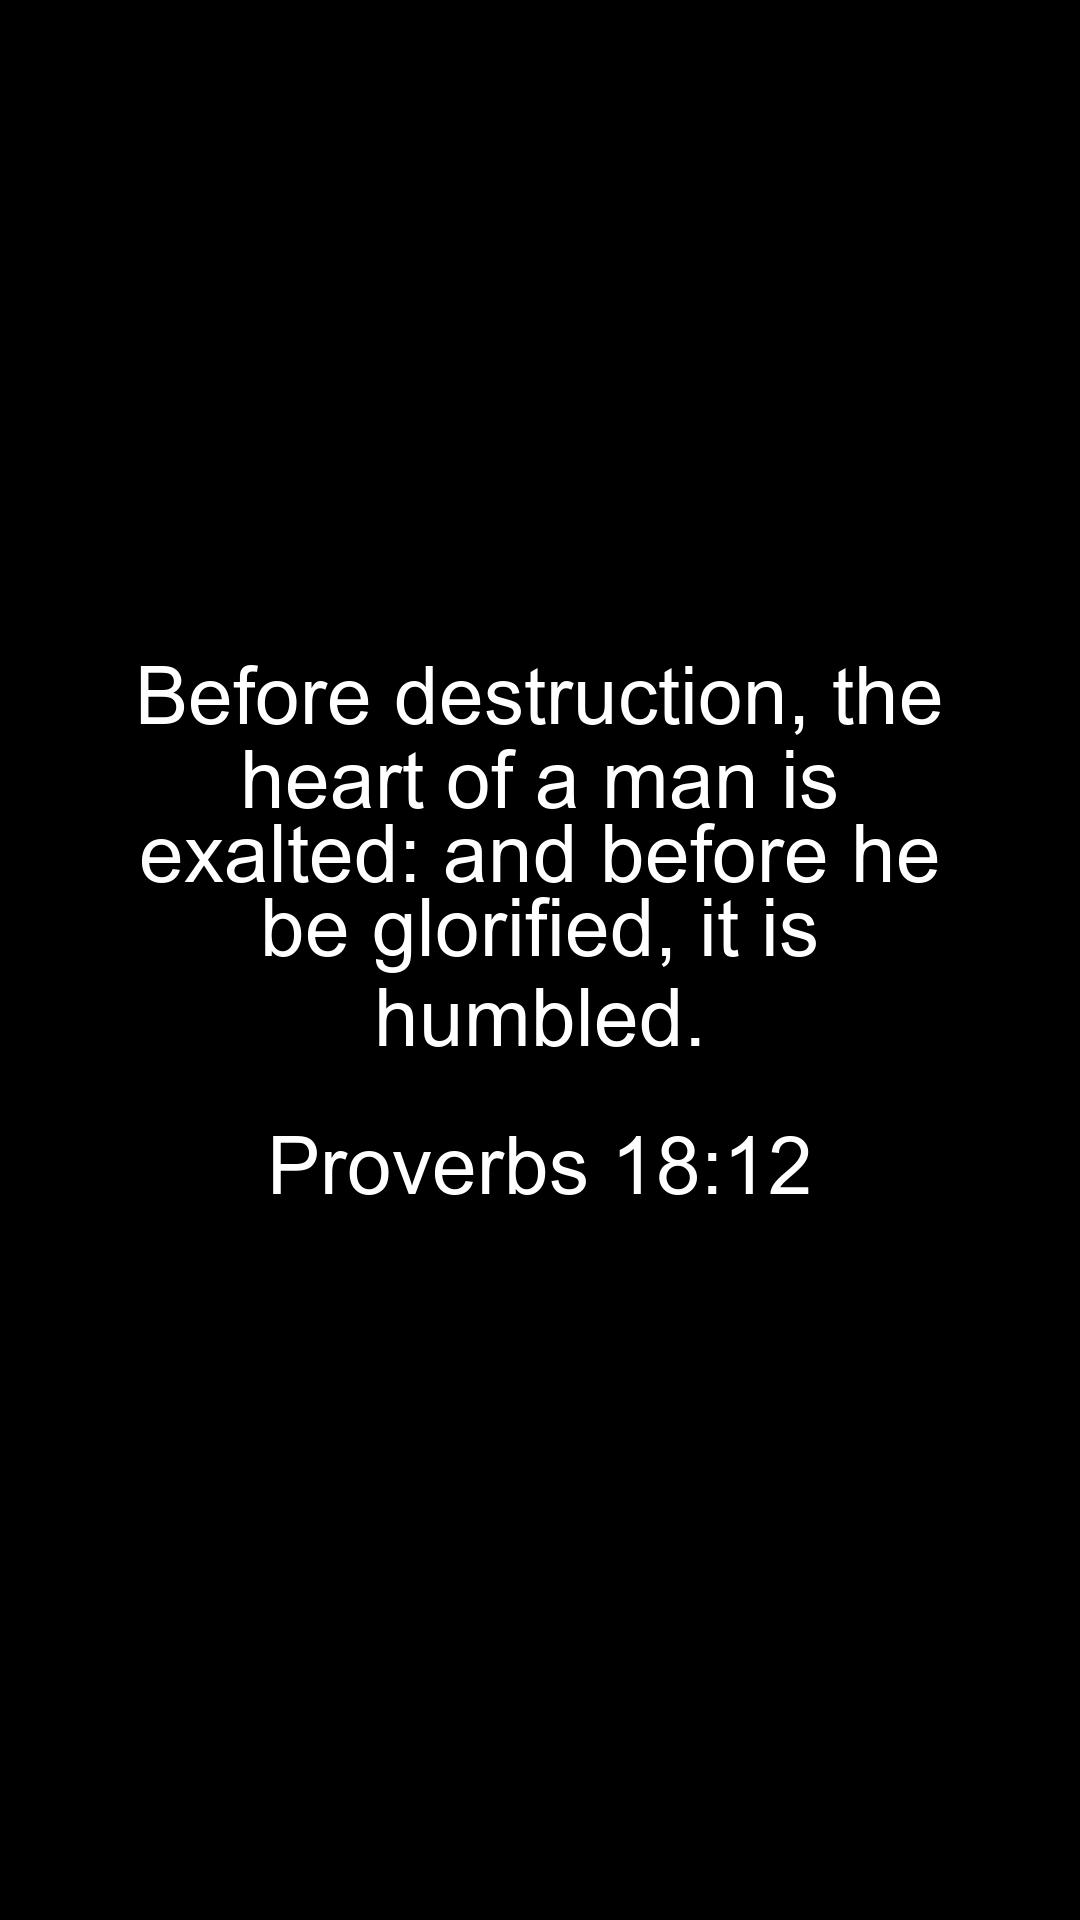 Before destruction, the
heart of a man is
exalted: and before he
be glorified, it is
humbled.
Proverbs 18:12